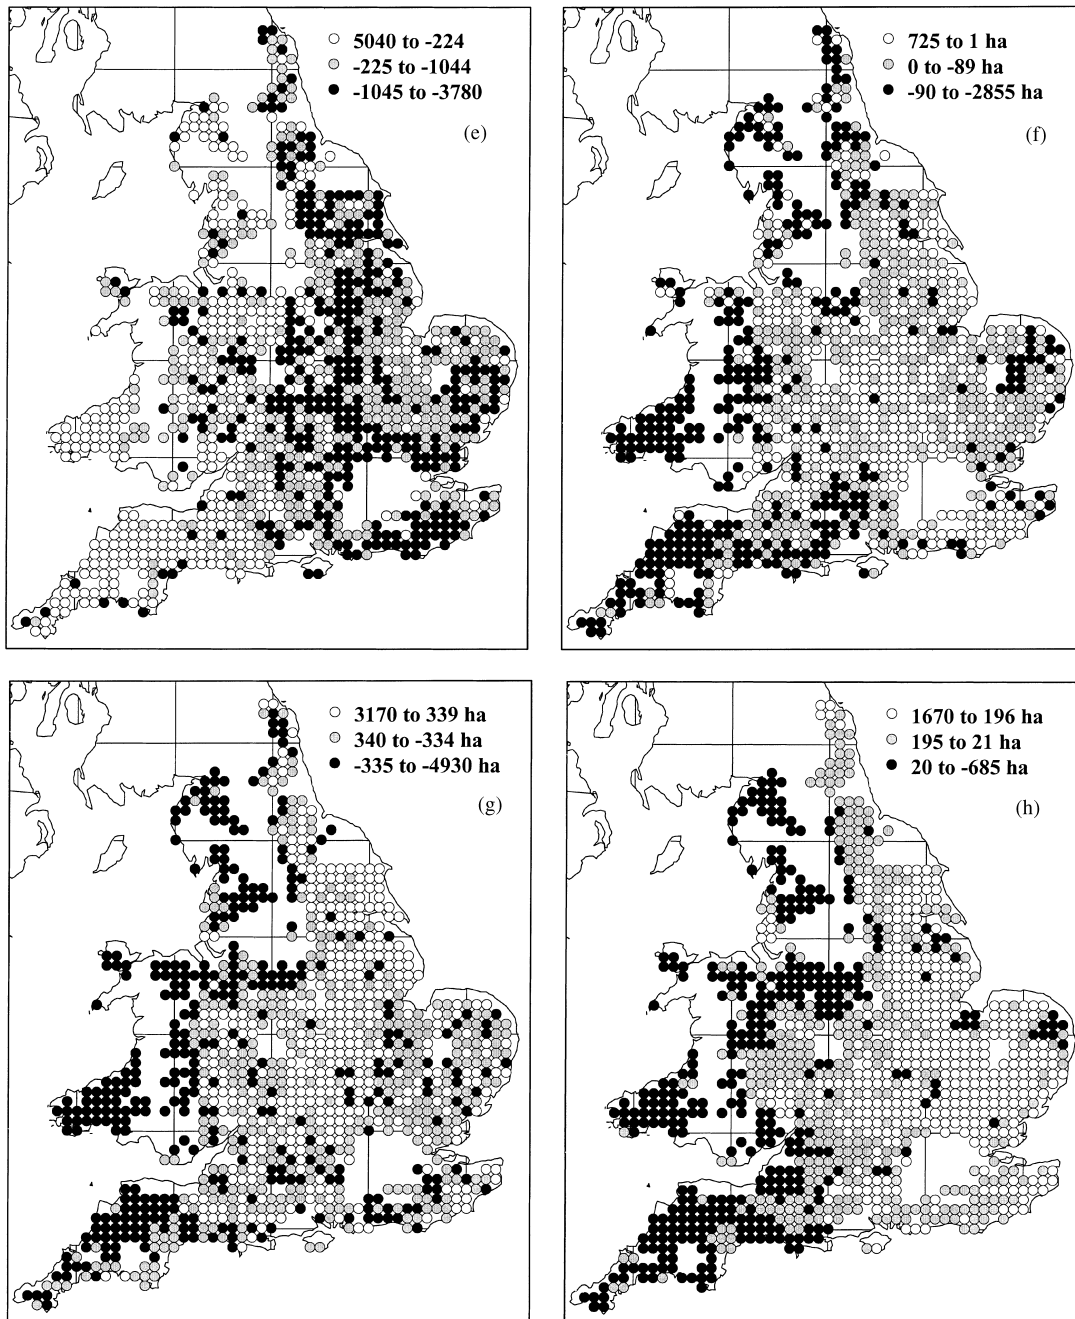 5040 to -224
-225 to -1044
-1045 to -3780
(e)
725 to 1 ha
0 to -89 ha
-90 to -2855 ha
(f)
3170 to 339 ha
340 to -334 ha
-335 to -4930 ha
(g)
1670 to 196 ha
195 to 21 ha
20 to -685 ha
(h)